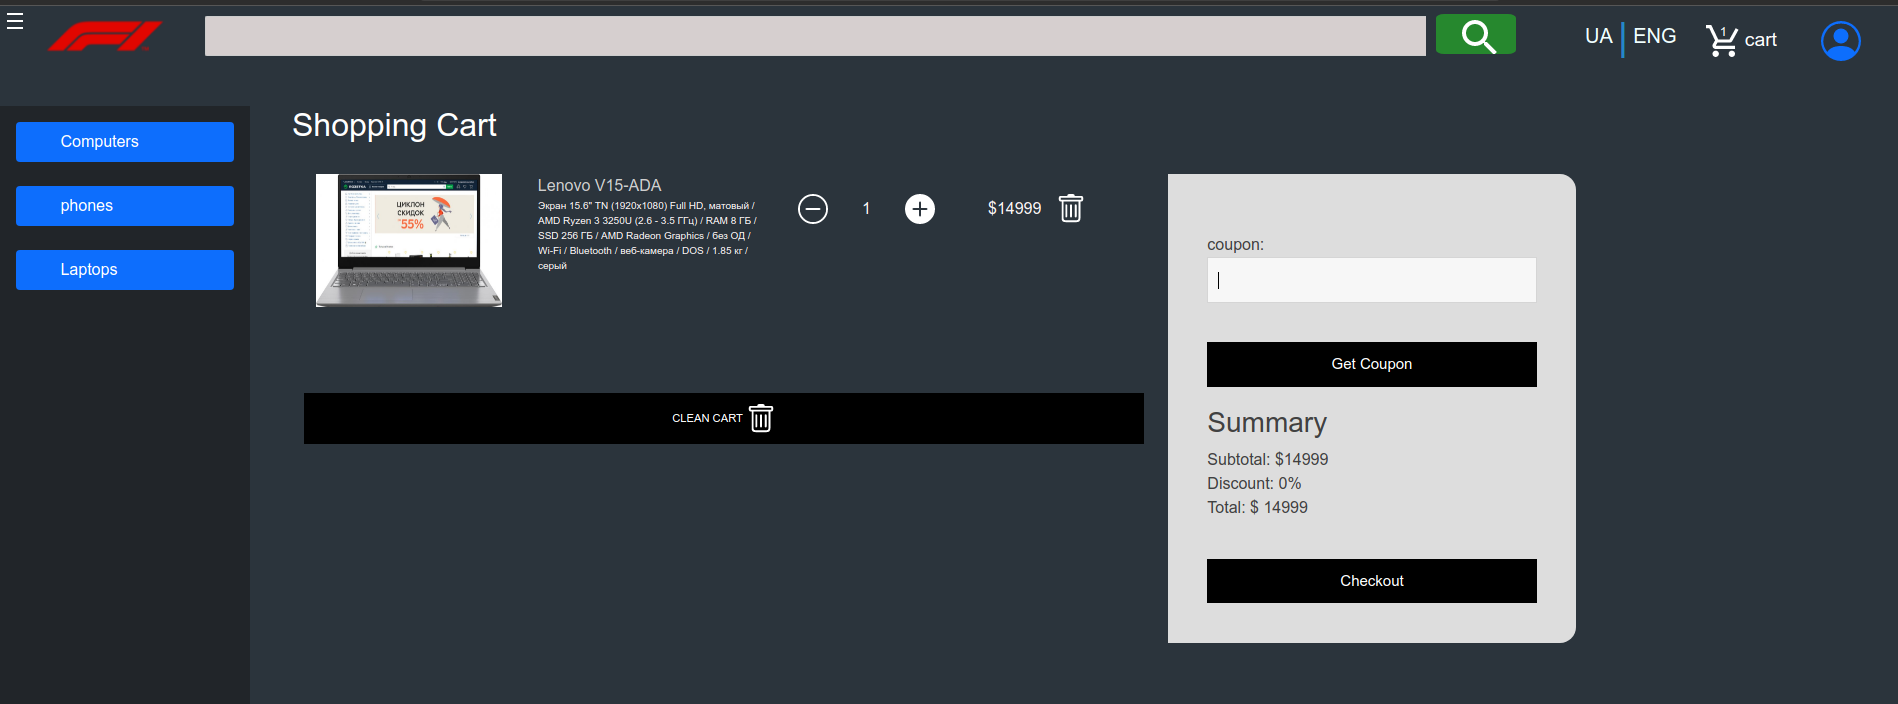 UA ENG 1 cart
Computers
phones
Laptops
Shopping Cart
ЦИКЛОН
СКИДОК
55%
Lenovo V15-ADA
Экран 15.6" TN (1920x1080) Full HD, матовый /
AMD Ryzen 3 3250U (2.6 - 3.5 ГГц) / RAM 8 ГБ /
SSD 256 ГБ / AMD Radeon Graphics / без ОД /
Wi-Fi / Bluetooth / веб-камера / DOS / 1.85 кг /
серый
1
$14999
CLEAN CART
coupon:
Get Coupon
Summary
Subtotal: $14999
Discount: 0%
Total: $ 14999
Checkout